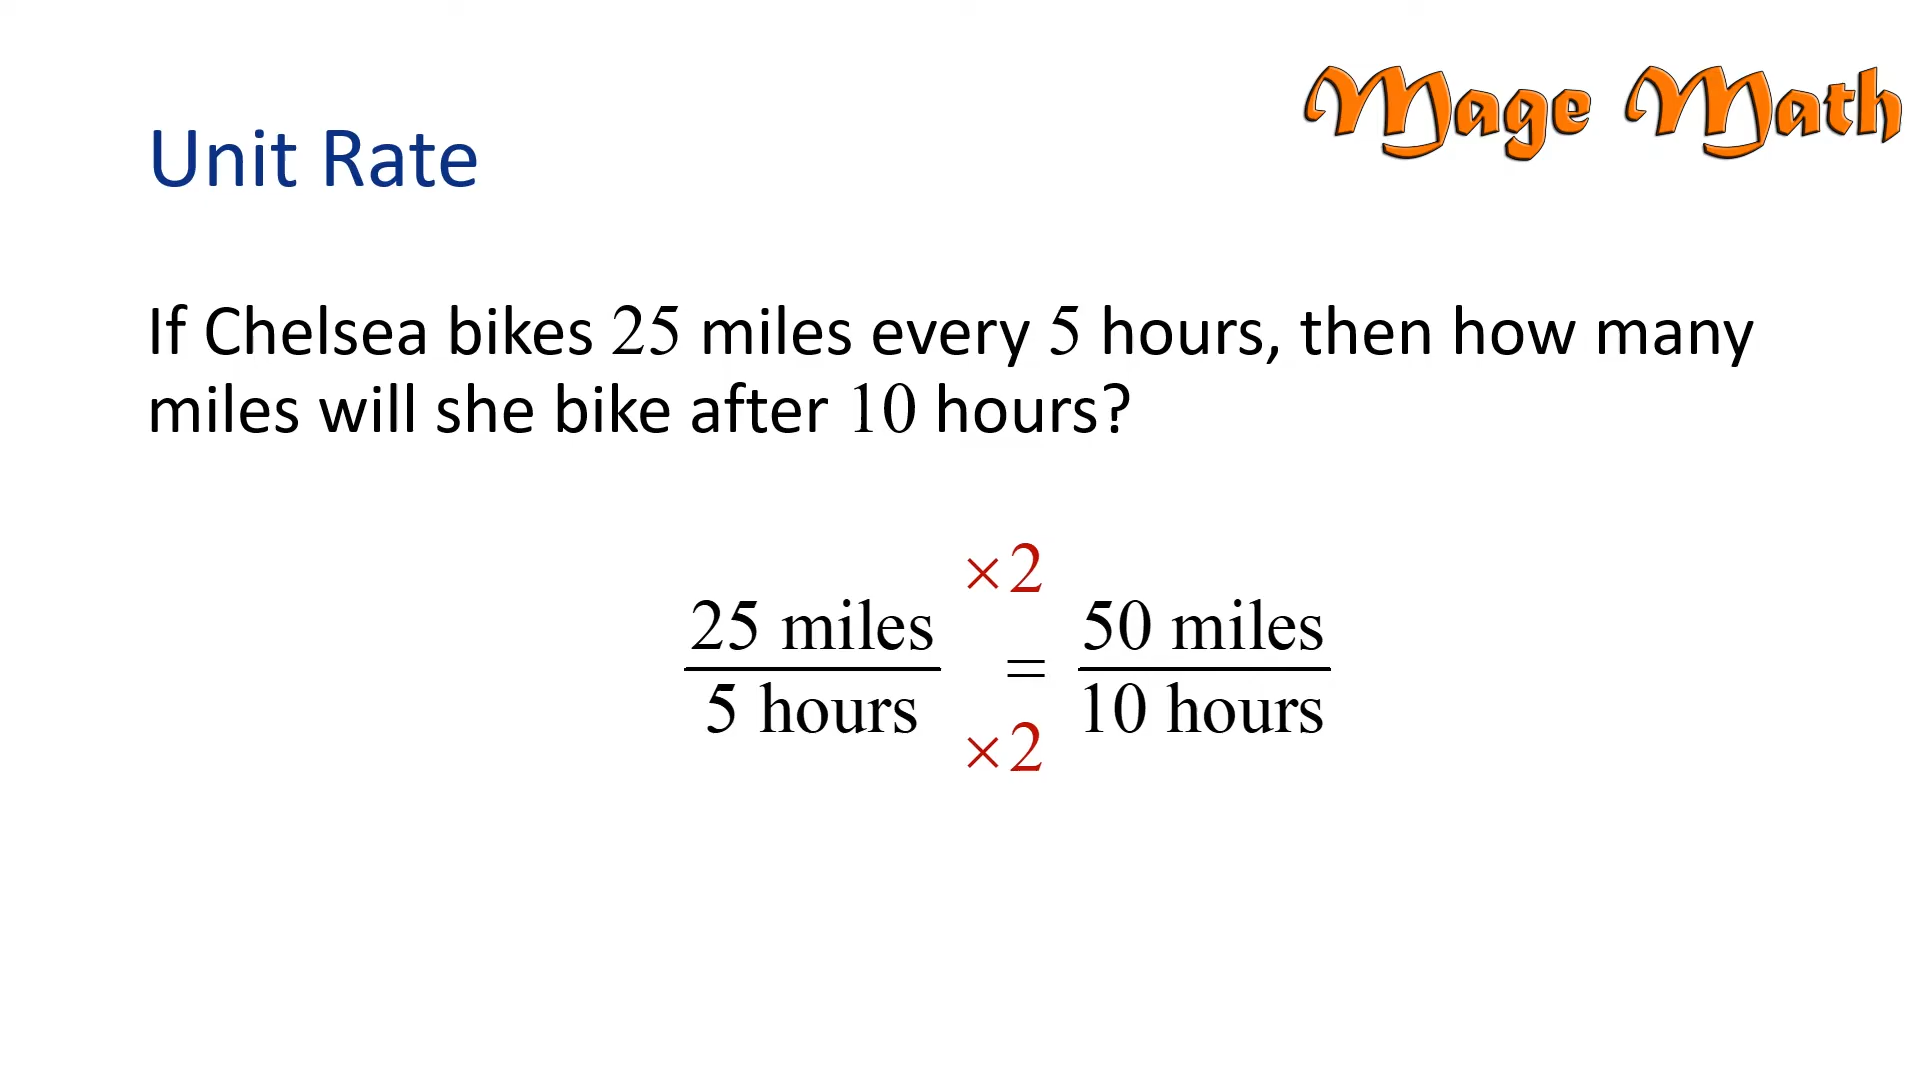 Mage Math
Unit Rate
If Chelsea bikes 25 miles every 5 hours, then how many
miles will she bike after 10 hours?
×2
25 miles = 50 miles
5 hours 10 hours
×2